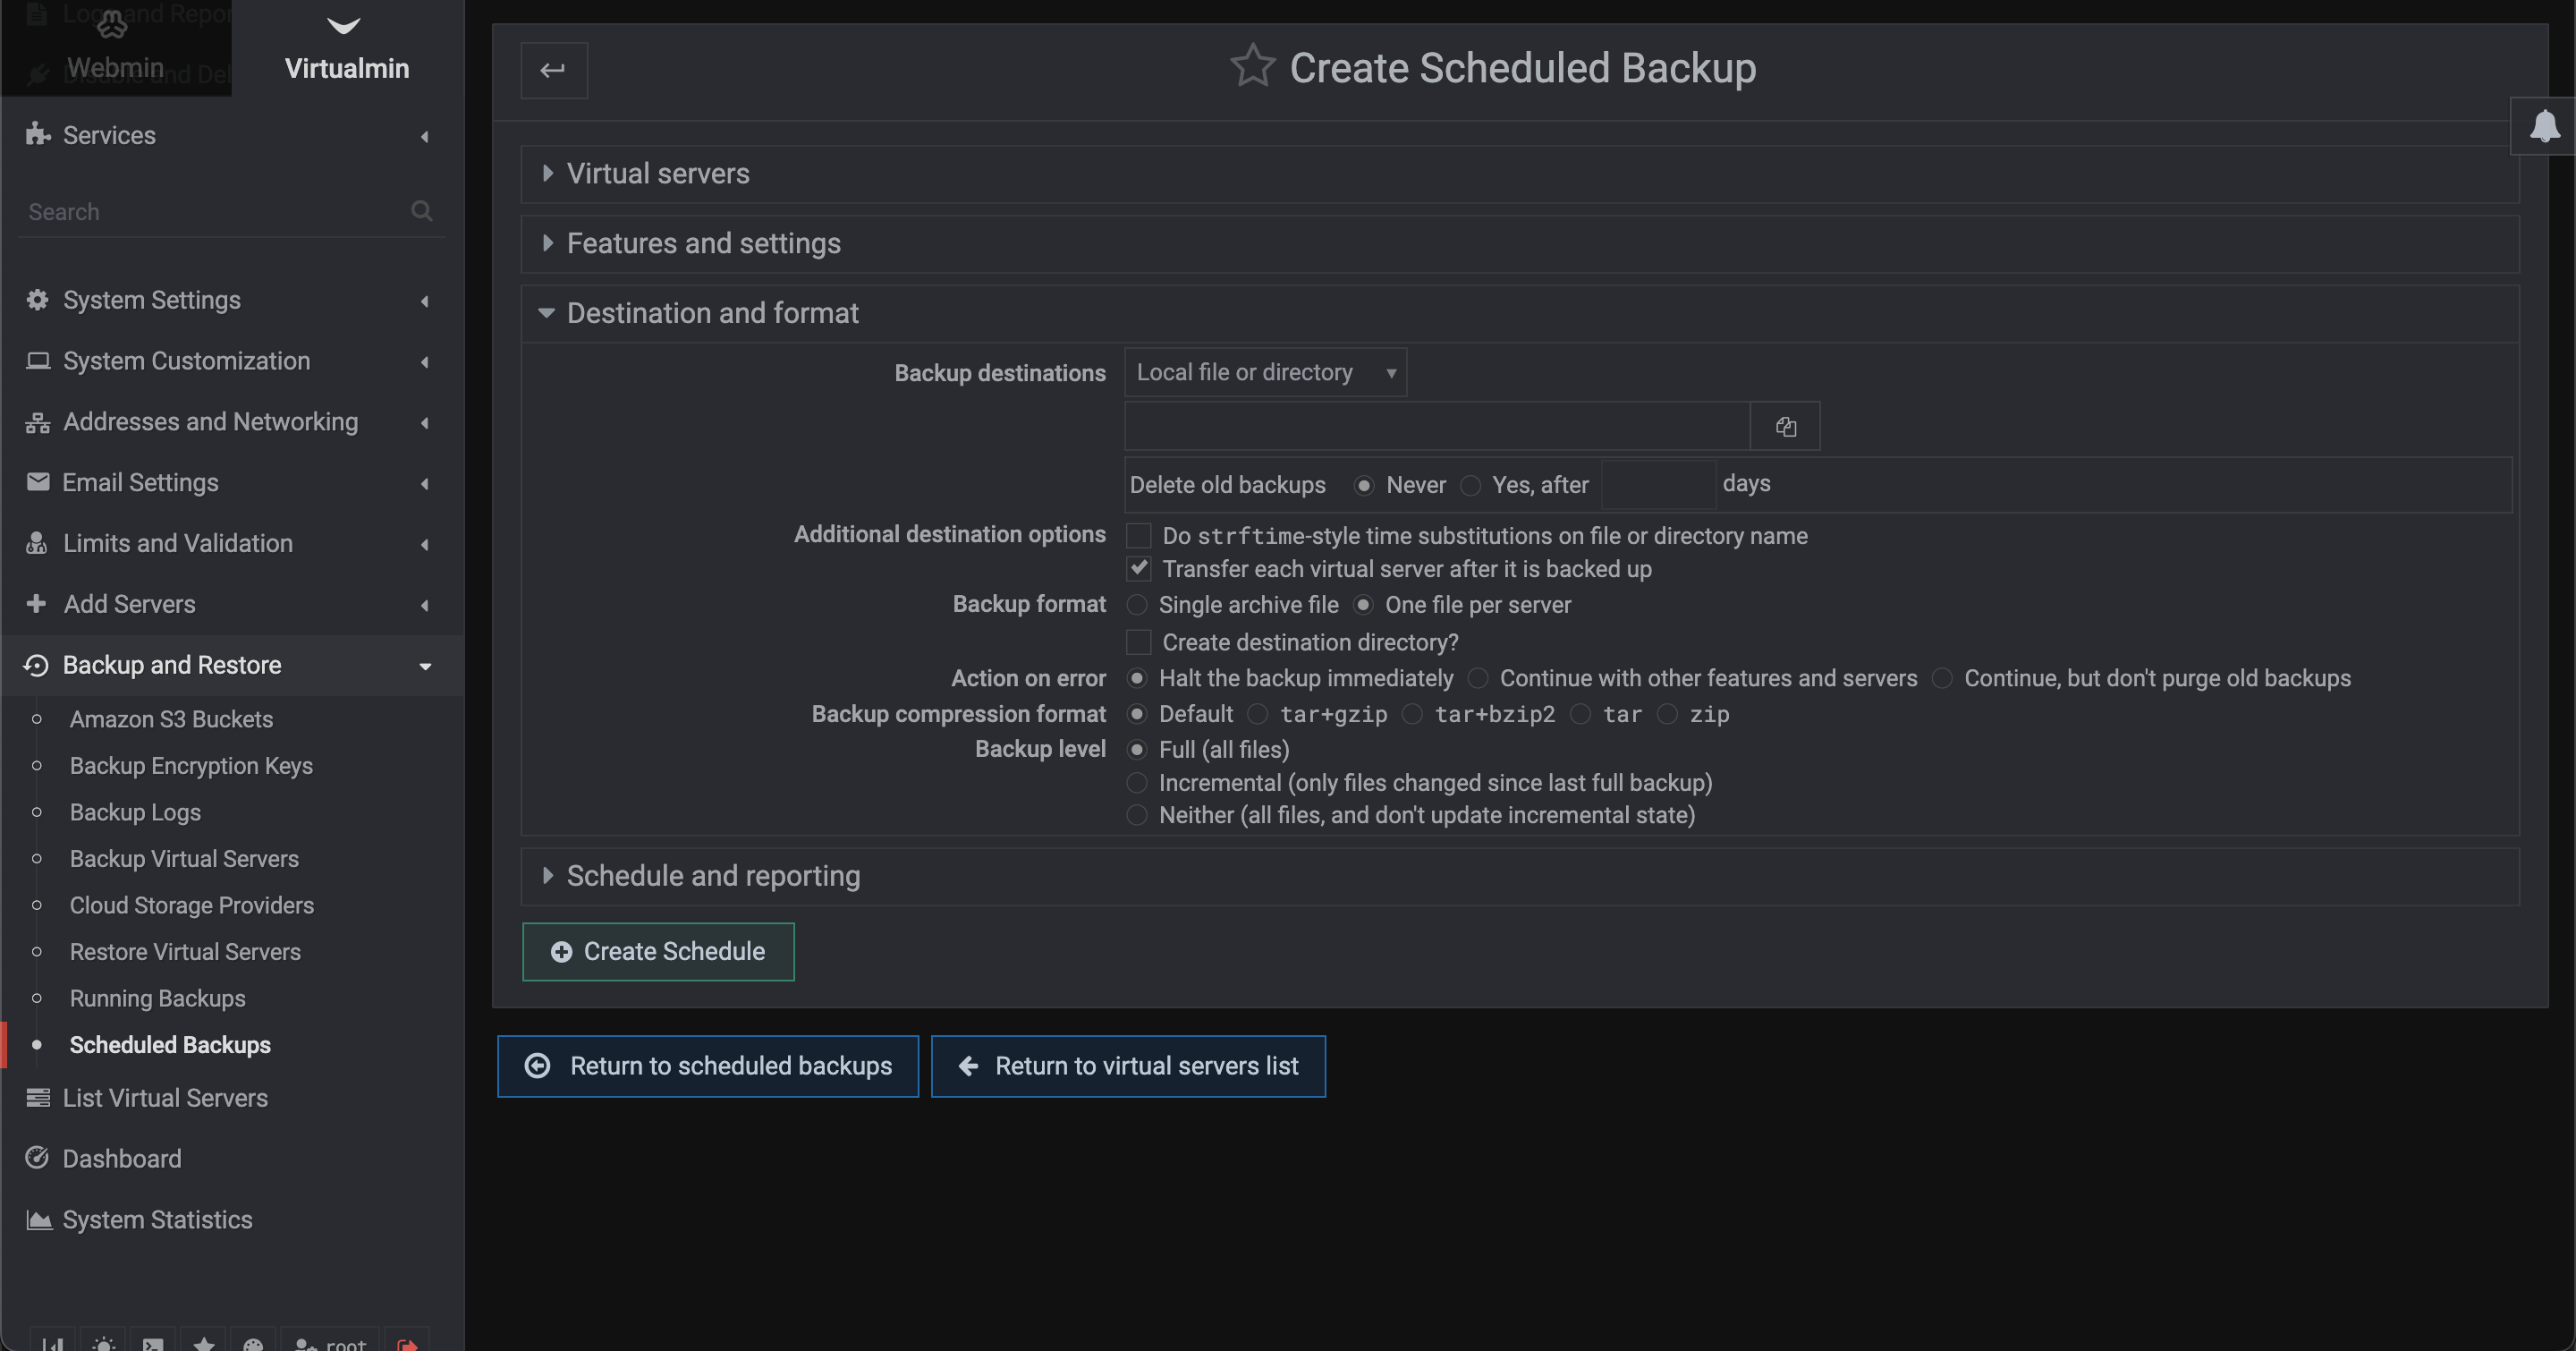 Logs and Repor
Webmin
Disable and Del
Virtualmin
Services
Search
System Settings
System Customization
Addresses and Networking
Email Settings
Limits and Validation
Add Servers
Backup and Restore
Amazon S3 Buckets
Backup Encryption Keys
Backup Logs
Backup Virtual Servers
Cloud Storage Providers
Restore Virtual Servers
Running Backups
Scheduled Backups
List Virtual Servers
Dashboard
System Statistics
root
Create Scheduled Backup
Virtual servers
Features and settings
Destination and format
Backup destinations Local file or directory
Delete old backups Never Yes, after days
Additional destination options Do strftime-style time substitutions on file or directory name
Transfer each virtual server after it is backed up
Backup format Single archive file One file per server
Create destination directory?
Action on error Halt the backup immediately Continue with other features and servers Continue, but don't purge old backups
Backup compression format Default tar+gzip tar+bzip2 tar zip
Backup level Full (all files)
Incremental (only files changed since last full backup)
Neither (all files, and don't update incremental state)
Schedule and reporting
Create Schedule
Return to scheduled backups Return to virtual servers list